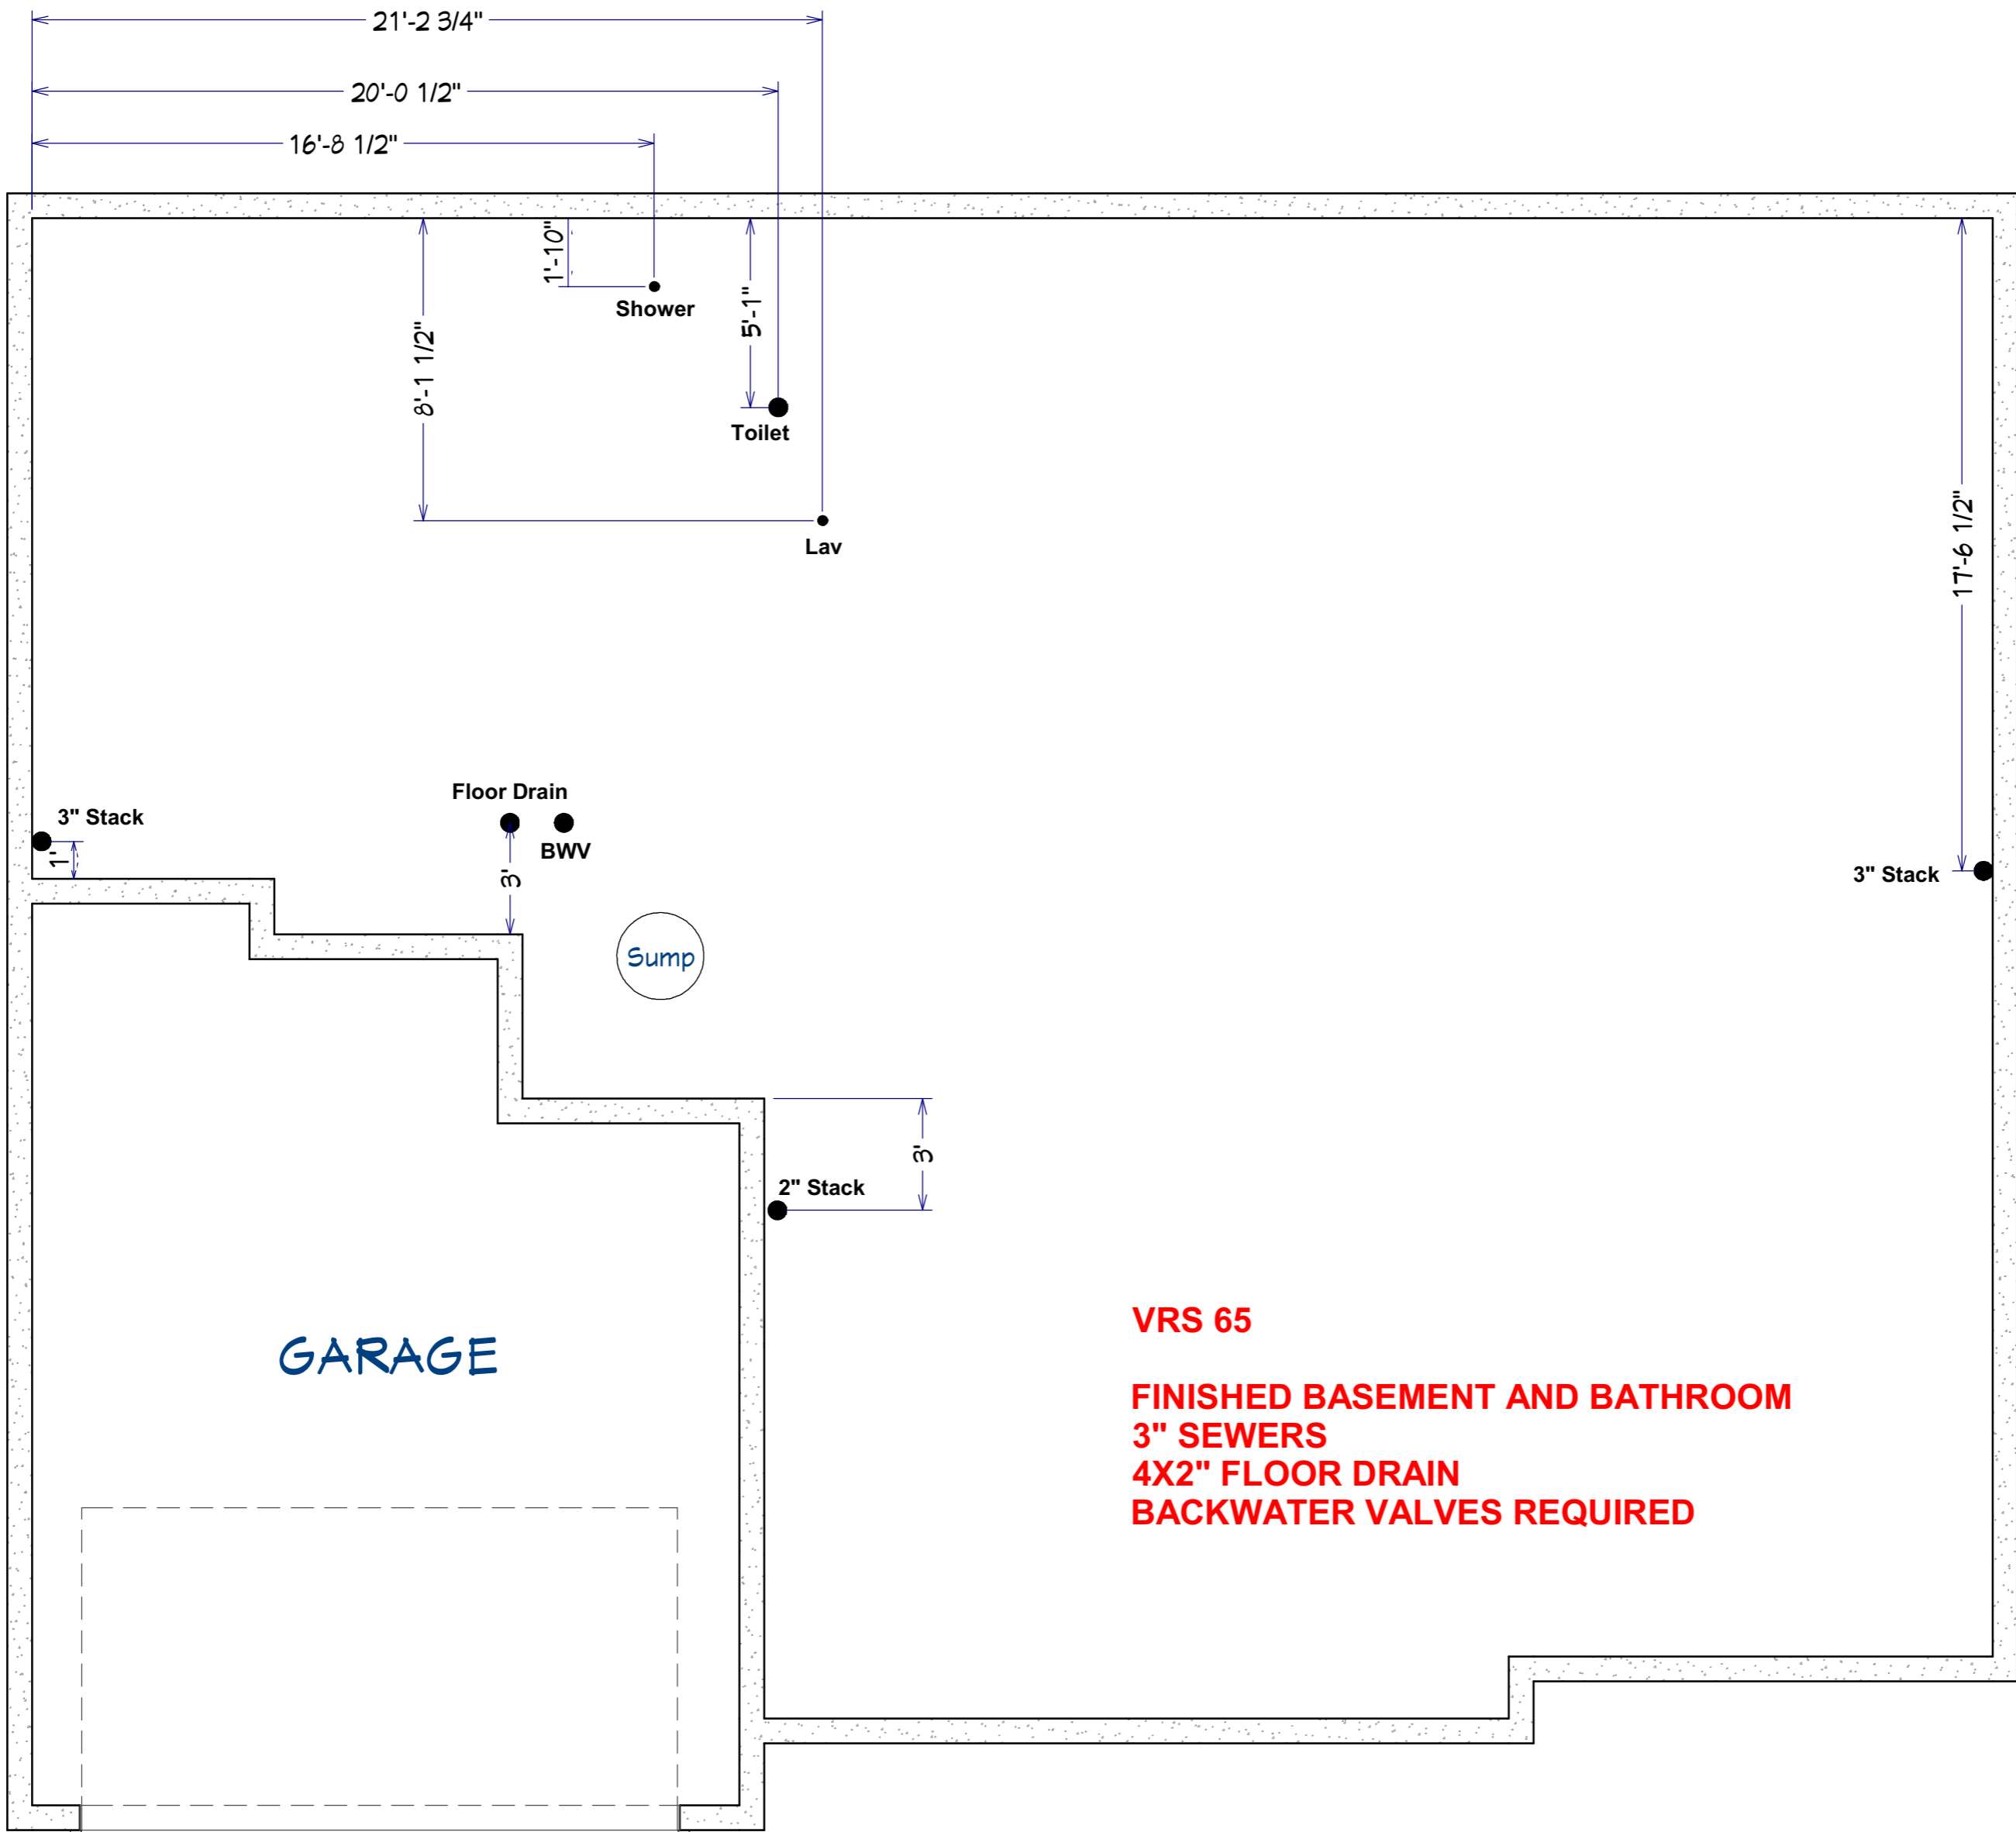 21'-2 3/4"
20'-0 1/2"
16'-8 1/2"
1'-10"
Shower
5'-1"
8'-1 1/2"
Toilet
17'-6 1/2"
Lav
Floor Drain
3" Stack
BWV
1'
3'
3" Stack
Sump
3'
2" Stack
GARAGE
VRS 65
FINISHED BASEMENT AND BATHROOM
3" SEWERS
4X2" FLOOR DRAIN
BACKWATER VALVES REQUIRED